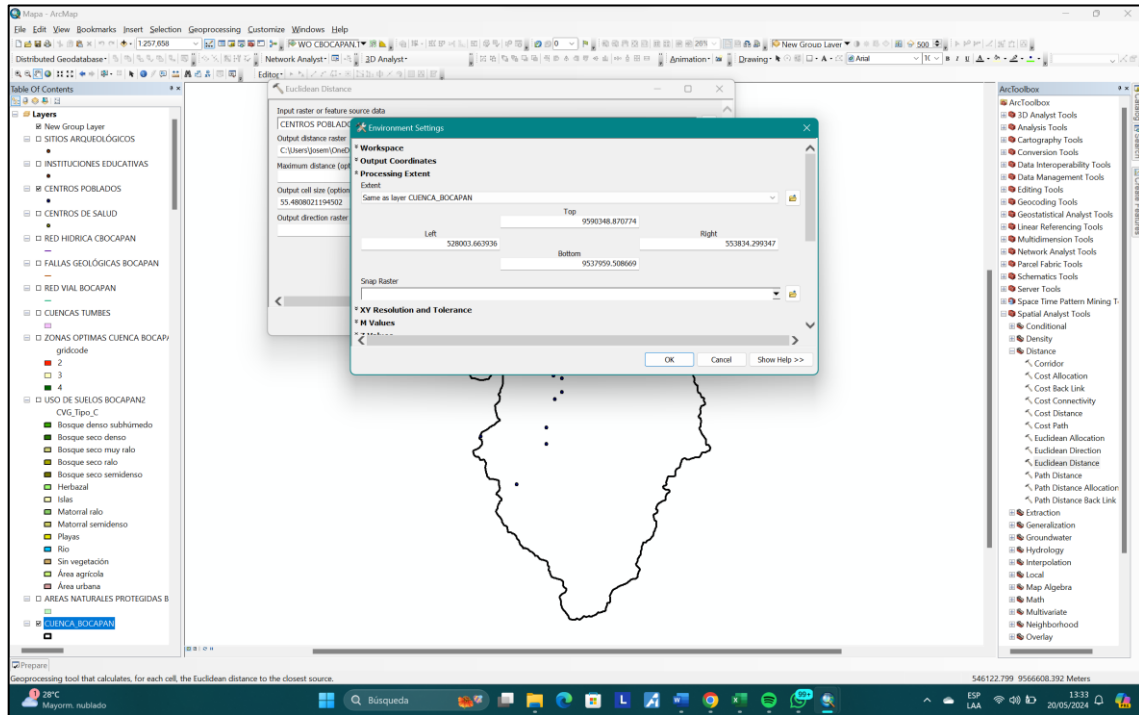 Mapa - ArcMap
File Edit View Bookmarks Insert Selection Geoprocessing Customize Windows Help
1:257,658
WO CBOCAPAN.1
New Group Layer
500
Distributed Geodatabase
Network Analyst
3D Analyst
Animation
Drawing
A
Arial
10
B I U A
Editor
Table Of Contents
Layers
New Group Layer
SITIOS ARQUEOLÓGICOS
INSTITUCIONES EDUCATIVAS
CENTROS POBLADOS
CENTROS DE SALUD
RED HIDRICA CBOCAPAN
FALLAS GEOLÓGICAS BOCAPAN
RED VIAL BOCAPAN
CUENCAS TUMBES
ZONAS OPTIMAS CUENCA BOCAPA
gridcode
2
3
4
USO DE SUELOS BOCAPAN2
CVG_Tipo_C
Bosque denso subhúmedo
Bosque seco denso
Bosque seco muy ralo
Bosque seco ralo
Bosque seco semidenso
Herbazal
Islas
Matorral ralo
Matorral semidenso
Playas
Rio
Sin vegetación
Área agrícola
Área urbana
AREAS NATURALES PROTEGIDAS B
CUENCA_BOCAPAN
Euclidean Distance
Input raster or feature source data
CENTROS POBLADO
Output distance raster
C:\Users\Josem\OneD
Maximum distance (opt
Output cell size (option
55.4808021194502
Output direction raster
Environment Settings
Workspace
Output Coordinates
Processing Extent
Extent
Same as layer CUENCA_BOCAPAN
Top
9590348.870774
Left
Right
528003.663936
553834.299347
Bottom
9537959.508669
Snap Raster
XY Resolution and Tolerance
M Values
OK
Cancel
Show Help >>
ArcToolbox
ArcToolbox
3D Analyst Tools
Analysis Tools
Cartography Tools
Conversion Tools
Data Interoperability Tools
Data Management Tools
Editing Tools
Geocoding Tools
Geostatistical Analyst Tools
Linear Referencing Tools
Multidimension Tools
Network Analyst Tools
Parcel Fabric Tools
Schematics Tools
Server Tools
Space Time Pattern Mining T
Spatial Analyst Tools
Conditional
Density
Distance
Corridor
Cost Allocation
Cost Back Link
Cost Connectivity
Cost Distance
Cost Path
Euclidean Allocation
Euclidean Direction
Euclidean Distance
Path Distance
Path Distance Allocation
Path Distance Back Link
Extraction
Generalization
Groundwater
Hydrology
Interpolation
Local
Map Algebra
Math
Multivariate
Neighborhood
Overlay
Catalog
Search
Create Features
Prepare
Geoprocessing tool that calculates, for each cell, the Euclidean distance to the closest source.
546122.799 9566608.392 Meters
1
28°C
Mayorm. nublado
Búsqueda
99+
ESP
LAA
13:33
20/05/2024